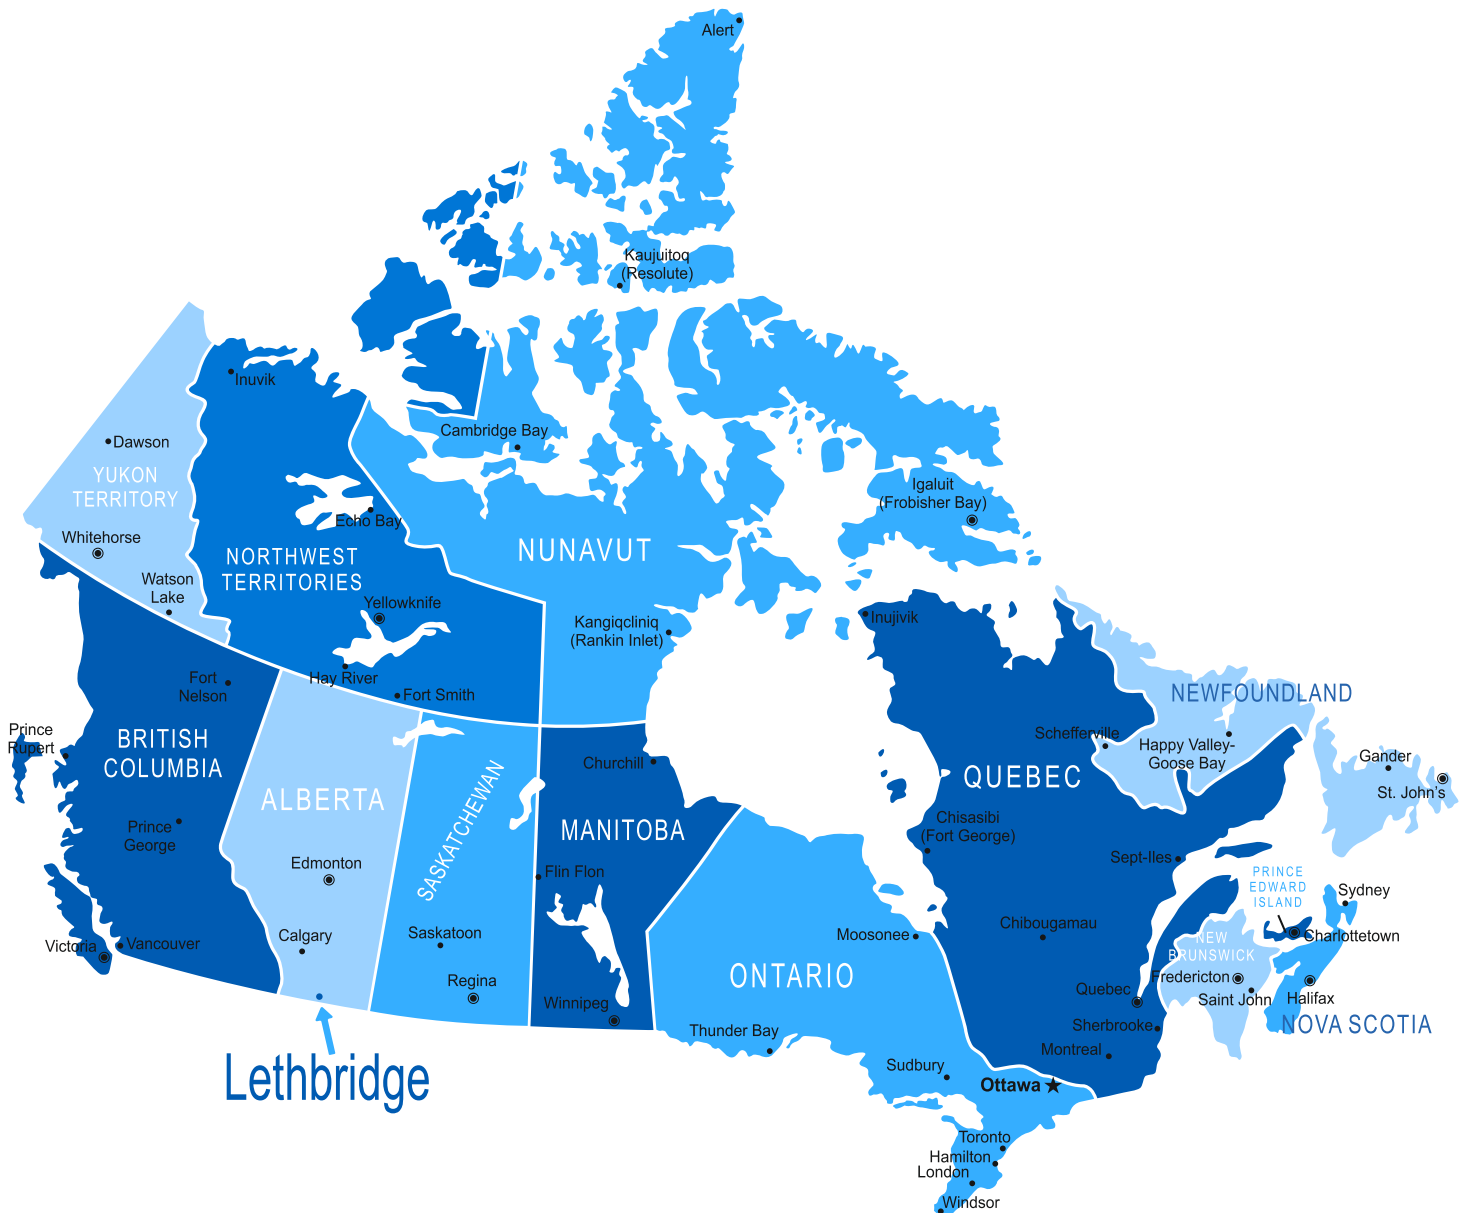 Alert
Kaujuitoq
(Resolute)
Inuvik
Cambridge Bay
Dawson
YUKON
TERRITORY
Igaluit
(Frobisher Bay)
Echo Bay
Whitehorse
NORTHWEST
TERRITORIES
NUNAVUT
Watson
Lake
Yellowknife
Kangiqcliniq
(Rankin Inlet)
Inujivik
Hay River
Fort Smith
Fort
Nelson
NEWFOUNDLAND
Prince
Rupert
BRITISH
COLUMBIA
Schefferville
Happy Valley-
Goose Bay
Gander
St. John's
Churchill
QUEBEC
ALBERTA
SASKATCHEWAN
MANITOBA
Prince
George
Chisasibi
(Fort George)
Edmonton
Flin Flon
Sept-Iles
PRINCE
EDWARD
ISLAND
Sydney
Calgary
Saskatoon
Moosonee
Chibougamau
Victoria
Vancouver
NEW
BRUNSWICK
Charlottetown
ONTARIO
Regina
Fredericton
Quebec
Saint John
Halifax
Winnipeg
NOVA SCOTIA
Thunder Bay
Sherbrooke
Montreal
Sudbury
Ottawa
Lethbridge
Toronto
Hamilton
London
Windsor